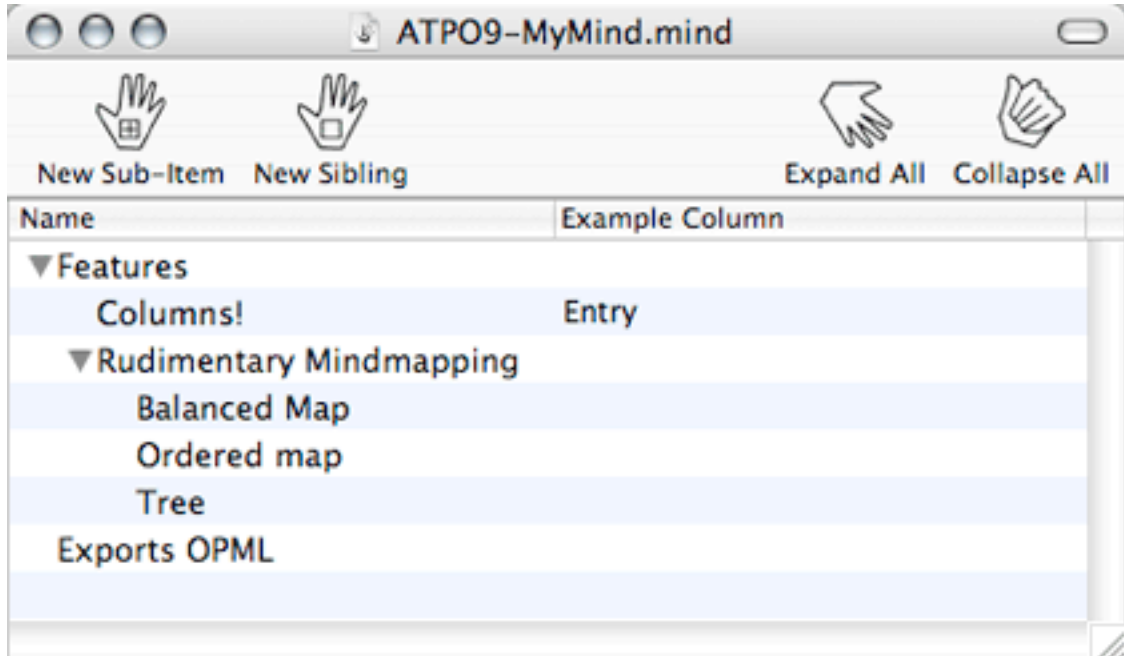 ATPO9-MyMind.mind
New Sub-Item New Sibling Expand All Collapse All
Name Example Column
Features
Columns! Entry
Rudimentary Mindmapping
Balanced Map
Ordered map
Tree
Exports OPML